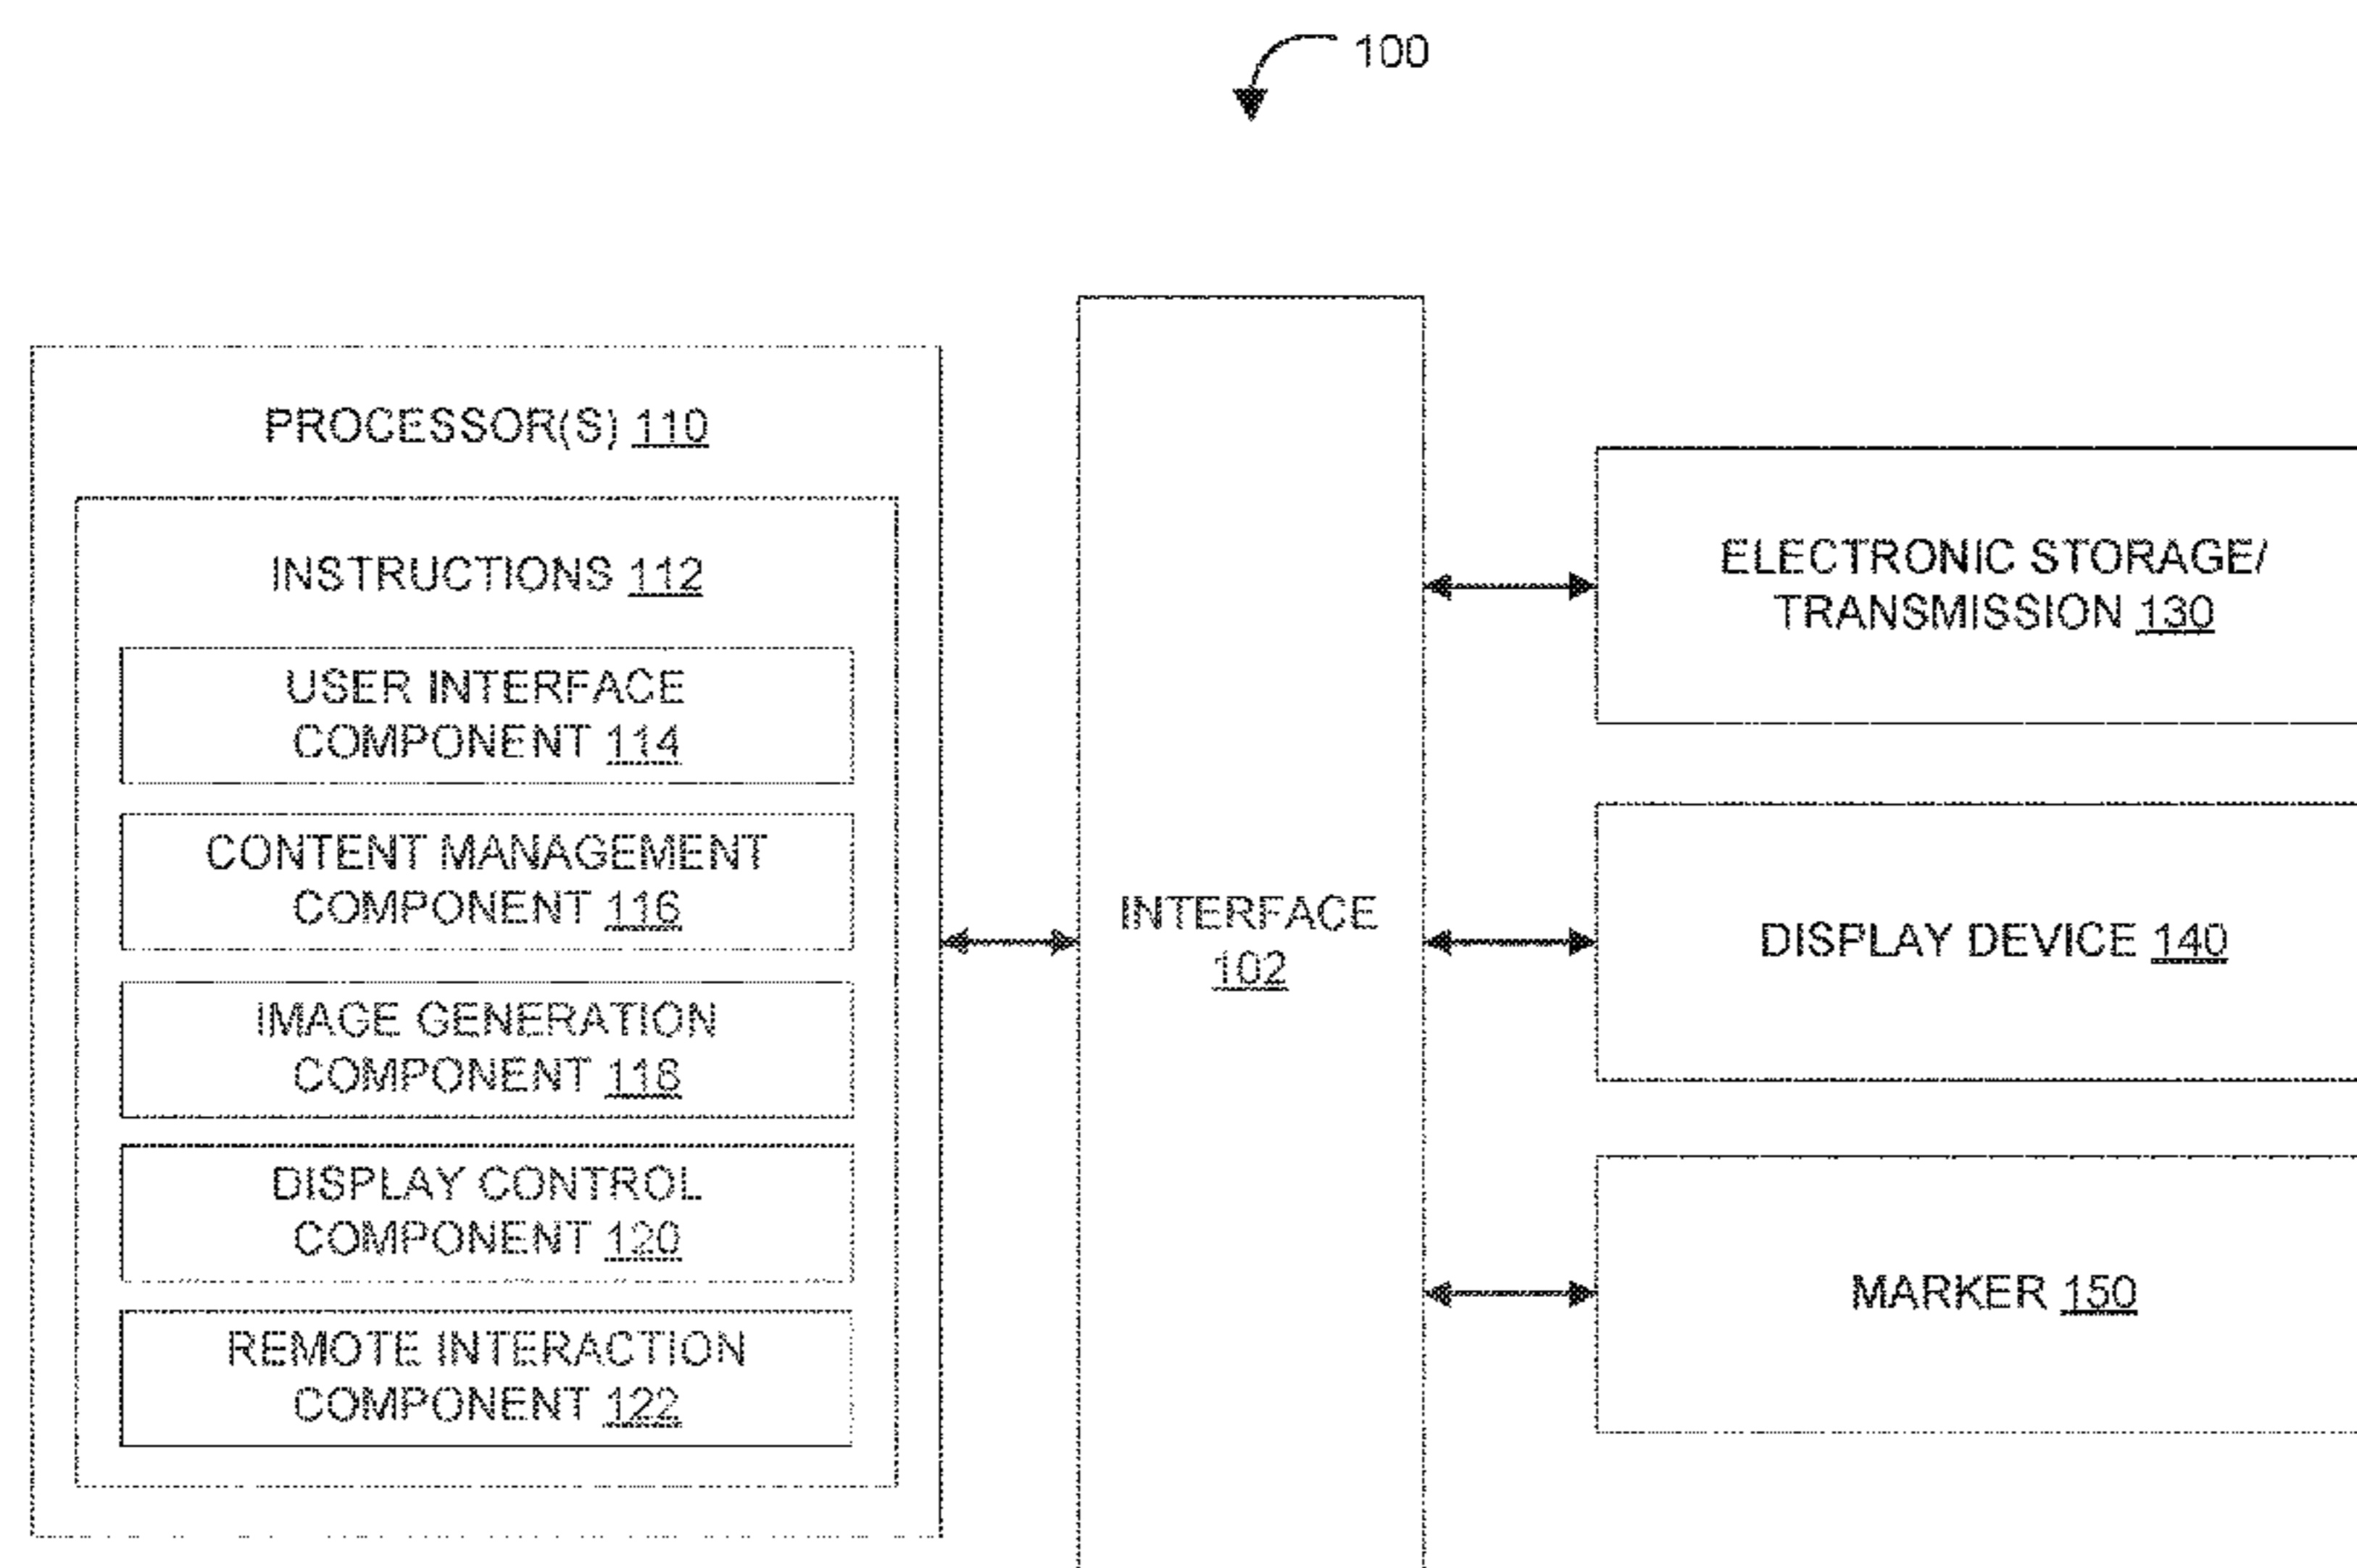 100
PROCESSOR(S) 110
INSTRUCTIONS 112
USER INTERFACE
COMPONENT 114
CONTENT MANAGEMENT
COMPONENT 116
IMAGE GENERATION
COMPONENT 118
DISPLAY CONTROL
COMPONENT 120
REMOTE INTERACTION
COMPONENT 122
INTERFACE
102
ELECTRONIC STORAGE/
TRANSMISSION 130
DISPLAY DEVICE 140
MARKER 150